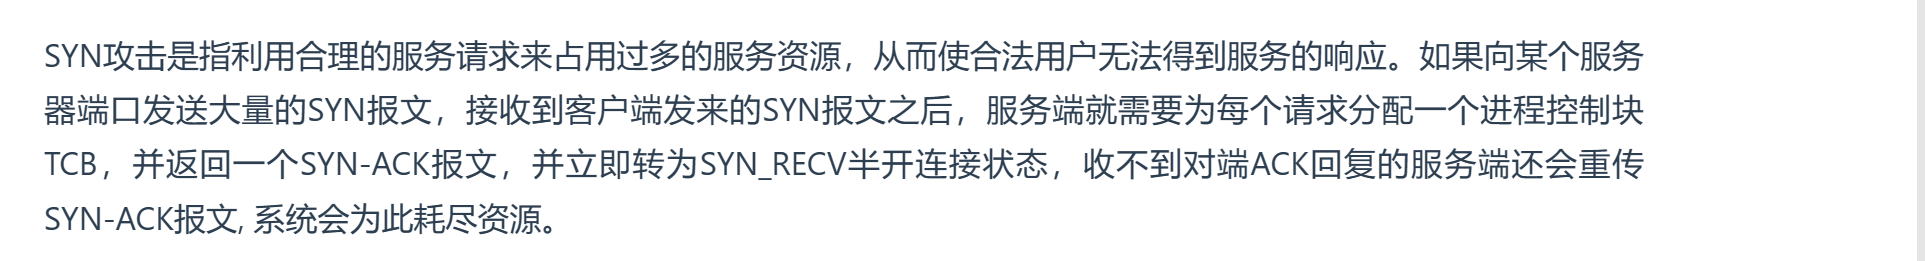 SYN攻击是指利用合理的服务请求来占用过多的服务资源，从而使合法用户无法得到服务的响应。如果向某个服务
器端口发送大量的SYN报文，接收到客户端发来的SYN报文之后，服务端就需要为每个请求分配一个进程控制块
TCB，并返回一个SYN-ACK报文，并立即转为SYN_RECV半开连接状态，收不到对端ACK回复的服务端还会重传
SYN-ACK报文, 系统会为此耗尽资源。